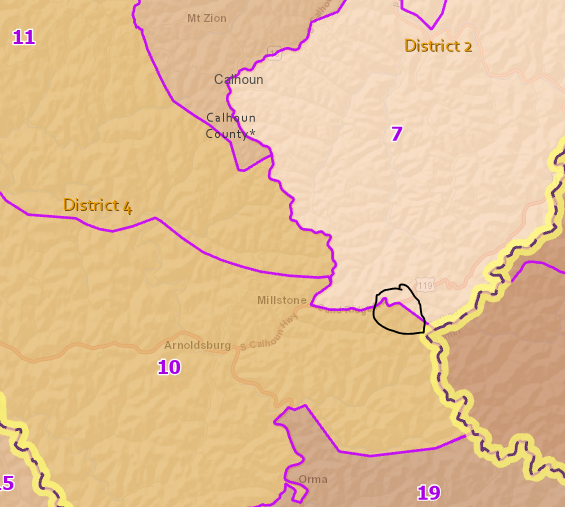 Mt Zion
11
District 2
Calhoun
Calhoun
County*
7
District 4
119
Millstone
S Calhoun Hwy
Arnoldsburg
10
Orma
15
19